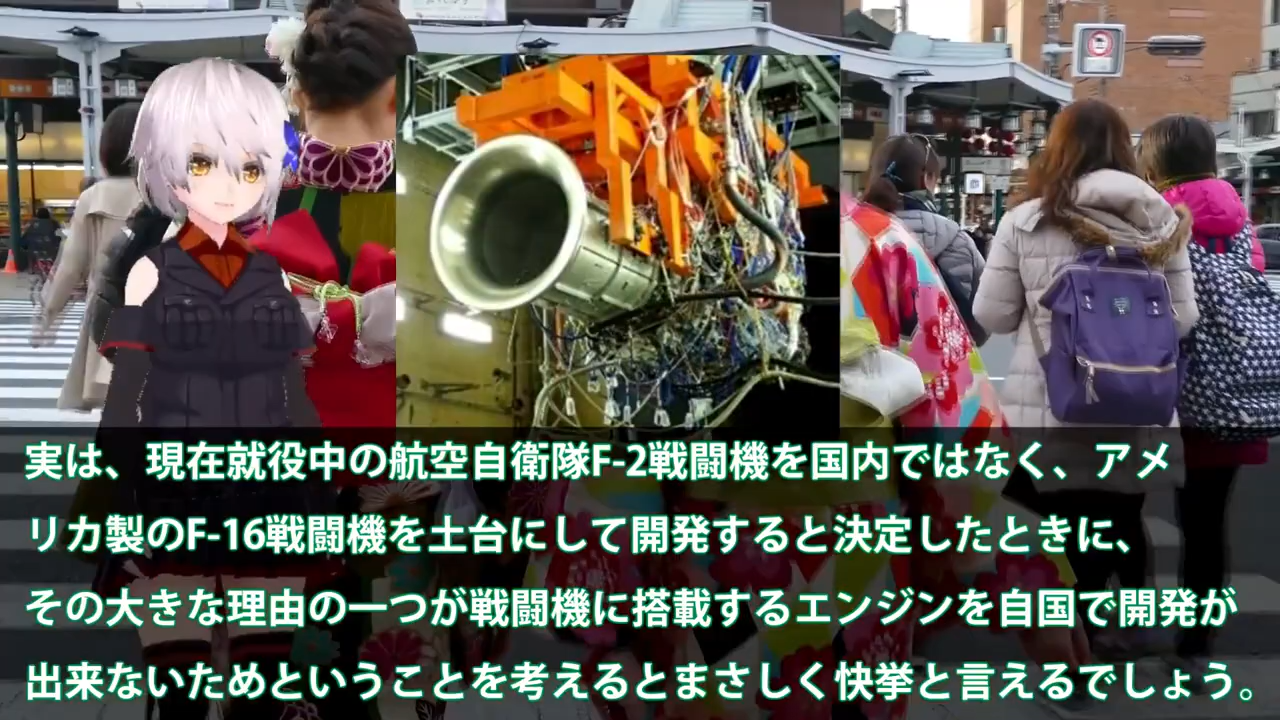 実は、現在就役中の航空自衛隊F-2戦闘機を国内ではなく、アメ
リカ製のF-16戦闘機を土台にして開発すると決定したときに、
その大きな理由の一つが戦闘機に搭載するエンジンを自国で開発が
出来ないためということを考えるとまさしく快挙と言えるでしょう。